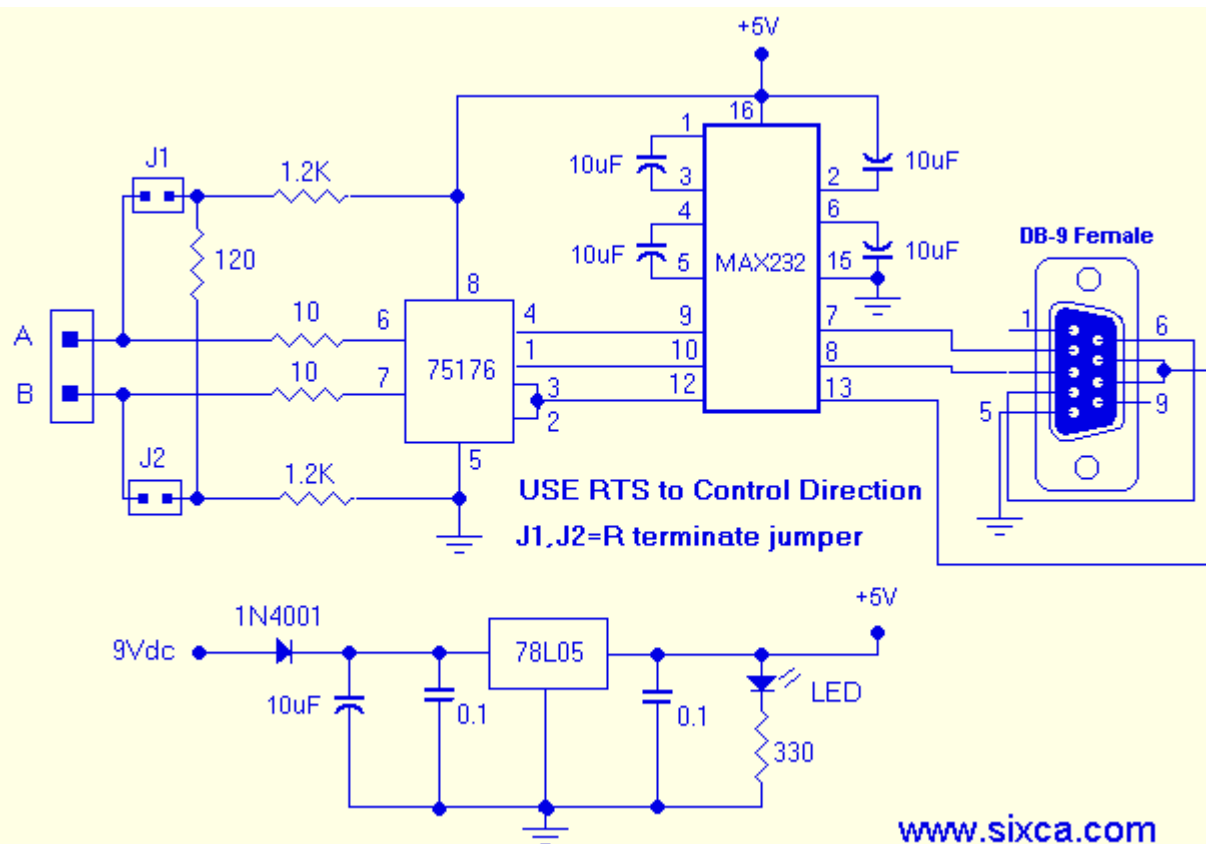 +5V
16
1
10uF
3
4
10uF
5
2
10uF
6
10uF
15
MAX232
J1
1.2K
120
8
A
10
6
B
10
7
75176
4
9
1
10
3
12
2
5
7
8
13
J2
1.2K
DB-9 Female
1
6
5
9
USE RTS to Control Direction
J1,J2=R terminate jumper
9Vdc
1N4001
10uF
0.1
78L05
0.1
+5V
LED
330
www.sixca.com